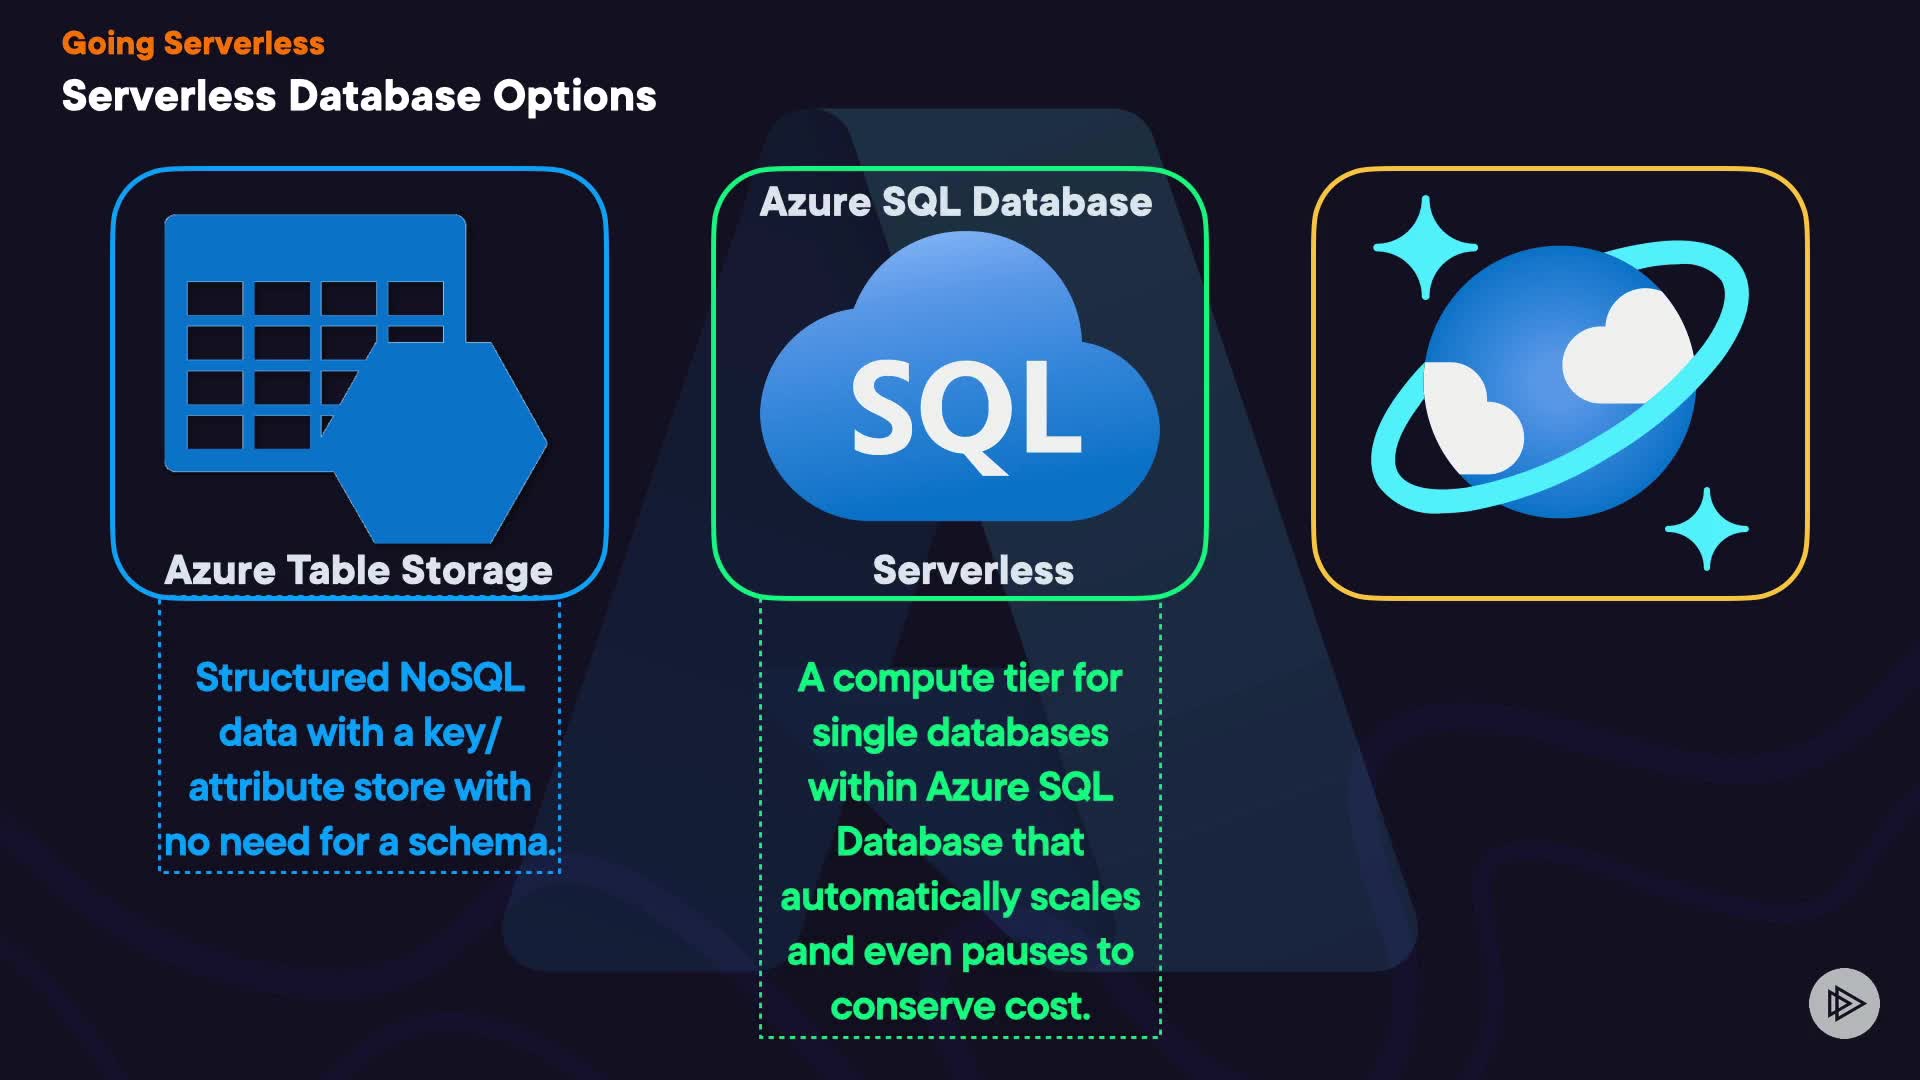 Going Serverless
Serverless Database Options
Azure Table Storage
Structured NoSQL
data with a key/
attribute store with
no need for a schema.
Azure SQL Database
SQL
Serverless
A compute tier for
single databases
within Azure SQL
Database that
automatically scales
and even pauses to
conserve cost.